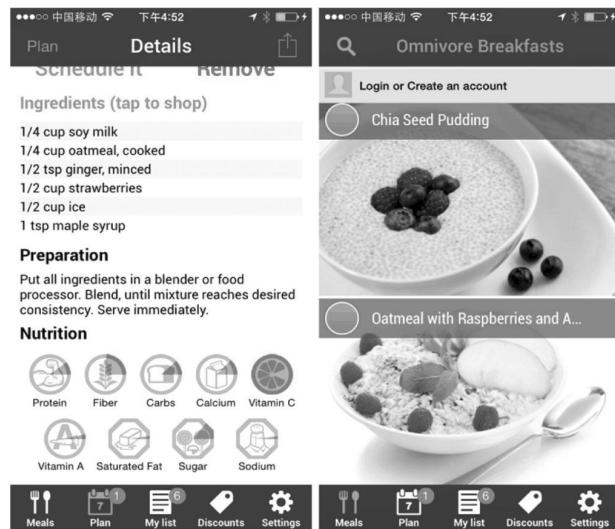 中国移动 下午4:52
Plan Details
Schedule It Remove
Ingredients (tap to shop)
1/4 cup soy milk
1/4 cup oatmeal, cooked
1/2 tsp ginger, minced
1/2 cup strawberries
1/2 cup ice
1 tsp maple syrup
Preparation
Put all ingredients in a blender or food
processor. Blend, until mixture reaches desired
consistency. Serve immediately.
Nutrition
Protein Fiber Carbs Calcium Vitamin C
Vitamin A Saturated Fat Sugar Sodium
7 1 6
Meals Plan My list Discounts Settings
中国移动 下午4:52
Omnivore Breakfasts
Login or Create an account
Chia Seed Pudding
Oatmeal with Raspberries and A...
7 1 6
Meals Plan My list Discounts Settings